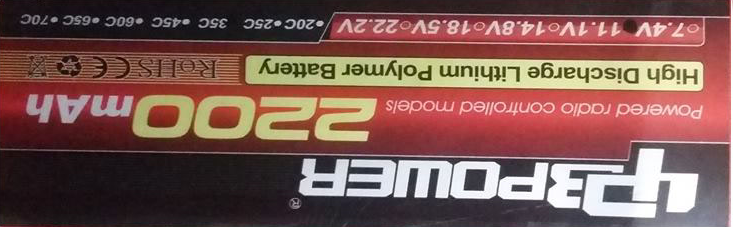 LPBPOWER®
Powered radio controlled models 2200mAh
High Discharge Lithium Polymer Battery RoHS CE
○7.4V●11.1V○14.8V○18.5V○22.2V ●20C●25C 35C ●45C ●60C ●65C ●70C